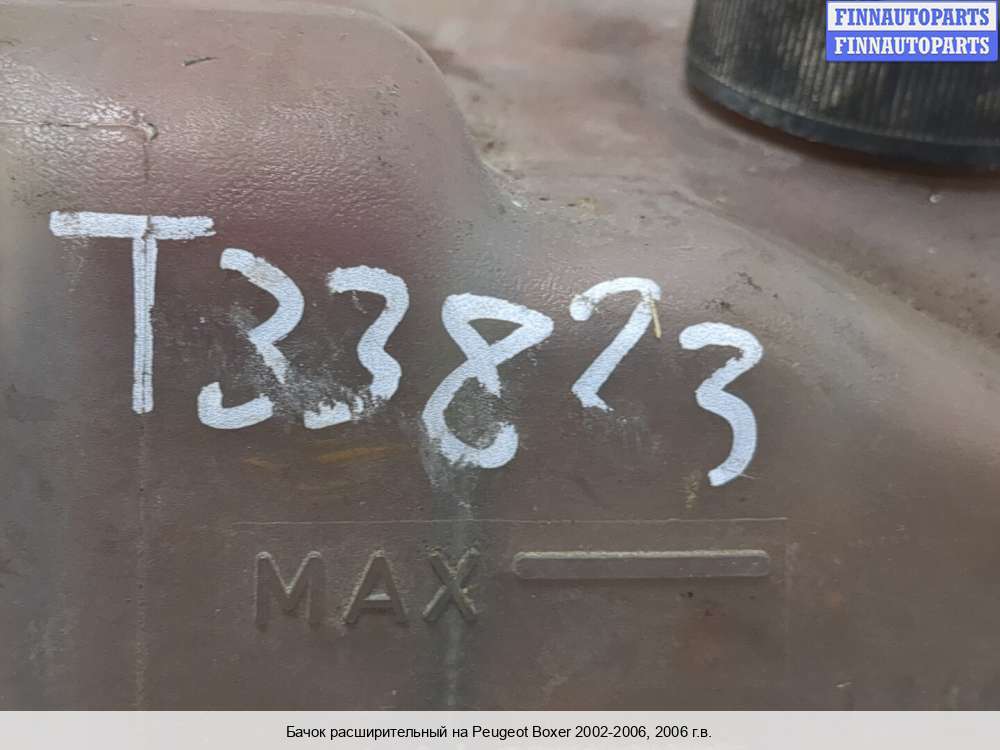 FINNAUTOPARTS
FINNAUTOPARTS
T33873
MAX
Бачок расширительный на Peugeot Boxer 2002-2006, 2006 г.в.